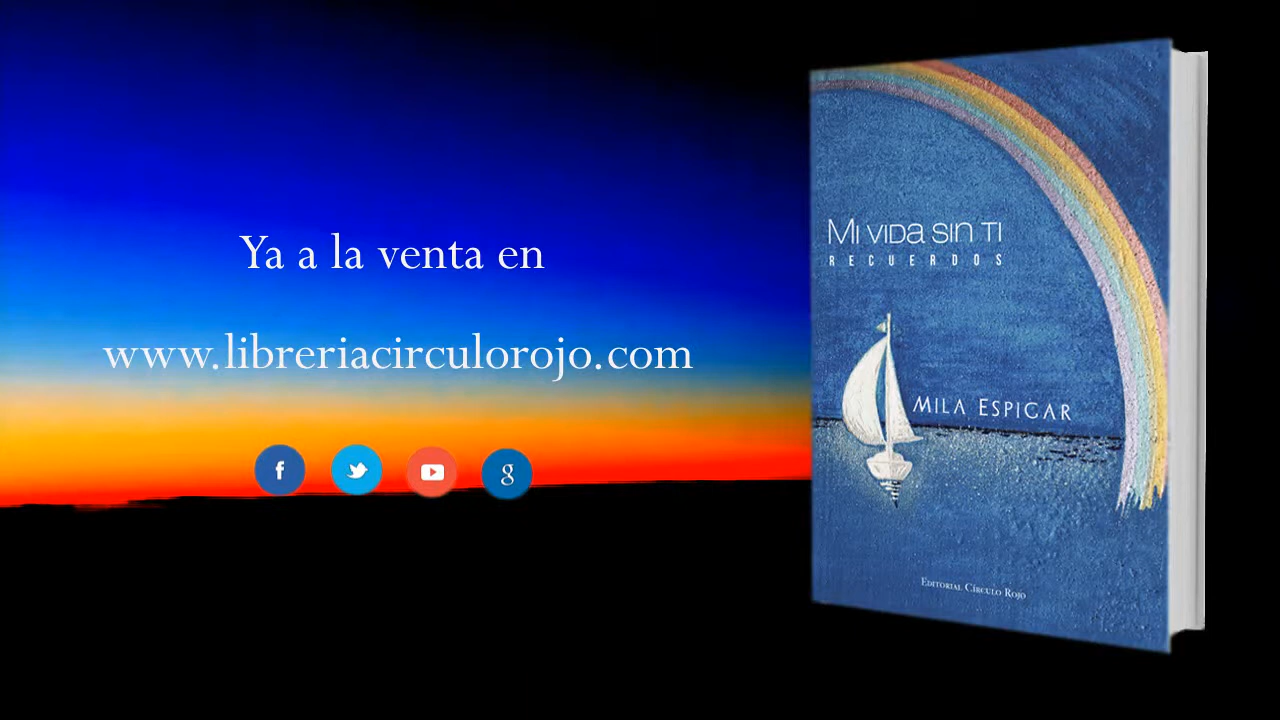 Ya a la venta en
www.libreriacirculorojo.com
f
g
Mi vida sin ti
RECUERDOS
MILA ESPIGAR
EDITORIAL CÍRCULO ROJO